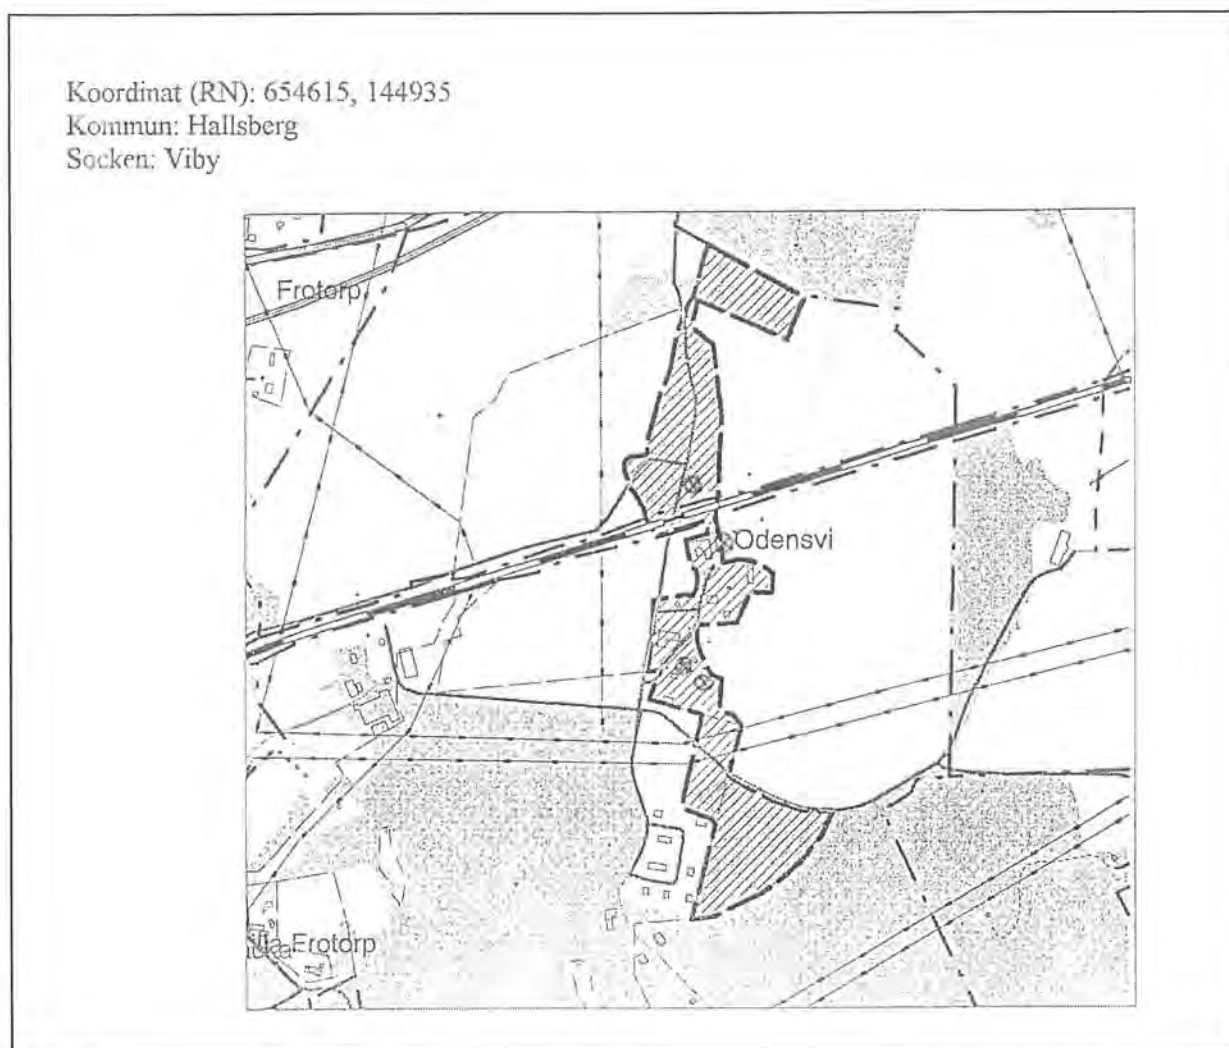 Koordinat (RN): 654615, 144935
Kommun: Hallsberg
Socken: Viby
Frotorp
Odensvi
Frotorp